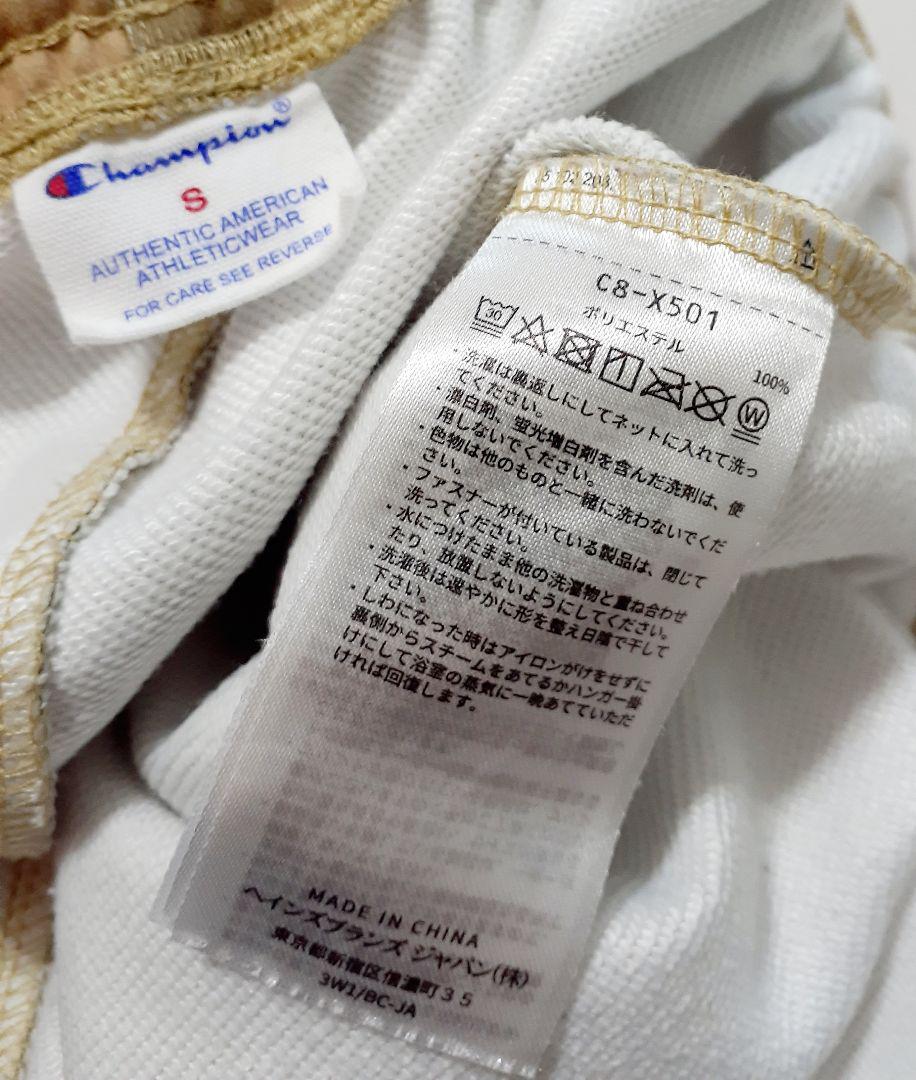 Champion®
S
AUTHENTIC AMERICAN
ATHLETICWEAR
FOR CARE SEE REVERSE
C8-X501
ポリエステル
100%
30
W
・洗濯は裏返しにしてネットに入れて洗っ
てください。
・漂白剤、蛍光増白剤を含んだ洗剤は、使
用しないでください。
・色物は他のものと一緒に洗わないでくだ
さい。
・ファスナーが付いている製品は、閉じて
洗ってください。
・水につけたまま他の洗濯物と重ね合わせ
たり、放置しないようにしてください。
・洗濯後は速やかに形を整え日陰で干して
下さい。
・しわになった時はアイロンがけをせずに
裏側からスチームをあてるかハンガー掛
けにして浴室の蒸気に一晩あてていただ
ければ回復します。
MADE IN CHINA
ヘインズブランズ ジャパン(株)
東京都新宿区信濃町35
3W1/BC-JA